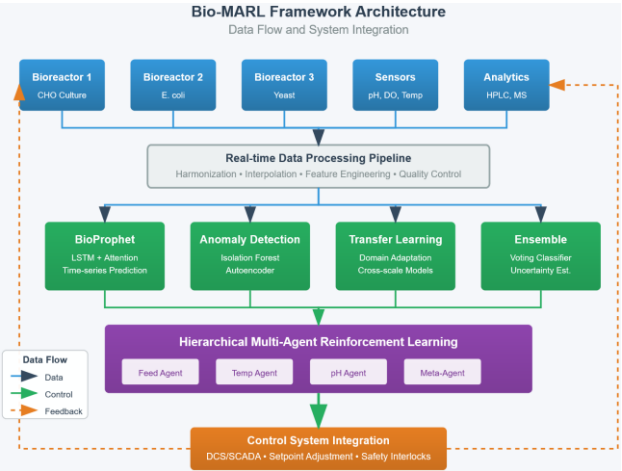 Bio-MARL Framework Architecture
Data Flow and System Integration
Bioreactor 1
CHO Culture
Bioreactor 2
E. coli
Bioreactor 3
Yeast
Sensors
pH, DO, Temp
Analytics
HPLC, MS
Real-time Data Processing Pipeline
Harmonization • Interpolation • Feature Engineering • Quality Control
BioProphet
LSTM + Attention
Time-series Prediction
Anomaly Detection
Isolation Forest
Autoencoder
Transfer Learning
Domain Adaptation
Cross-scale Models
Ensemble
Voting Classifier
Uncertainty Est.
Hierarchical Multi-Agent Reinforcement Learning
Feed Agent
Temp Agent
pH Agent
Meta-Agent
Data Flow
Data
Control
Feedback
Control System Integration
DCS/SCADA • Setpoint Adjustment • Safety Interlocks